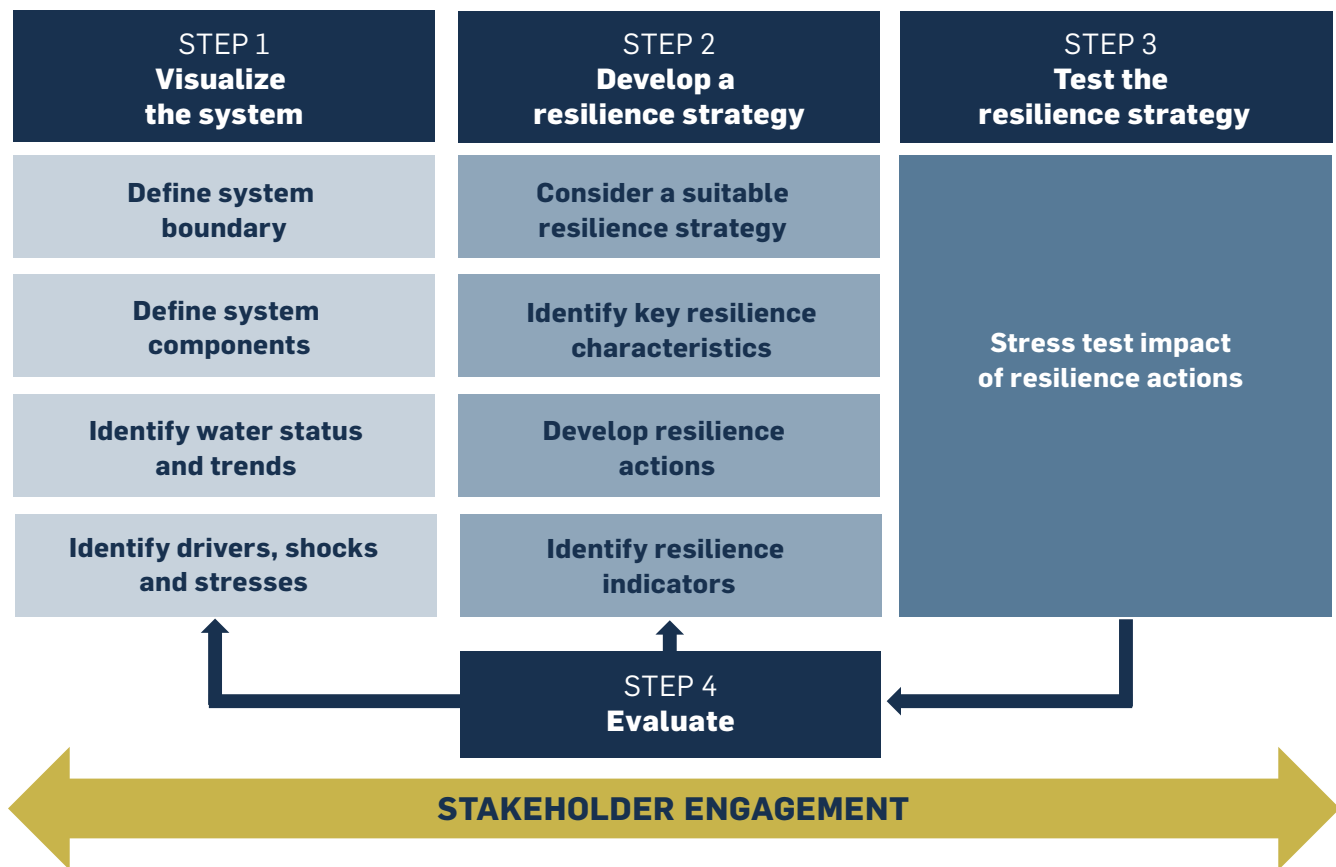 STEP 1
Visualize
the system
Define system
boundary
Define system
components
Identify water status
and trends
Identify drivers, shocks
and stresses
STEP 2
Develop a
resilience strategy
Consider a suitable
resilience strategy
Identify key resilience
characteristics
Develop resilience
actions
Identify resilience
indicators
STEP 3
Test the
resilience strategy
Stress test impact
of resilience actions
STEP 4
Evaluate
STAKEHOLDER ENGAGEMENT